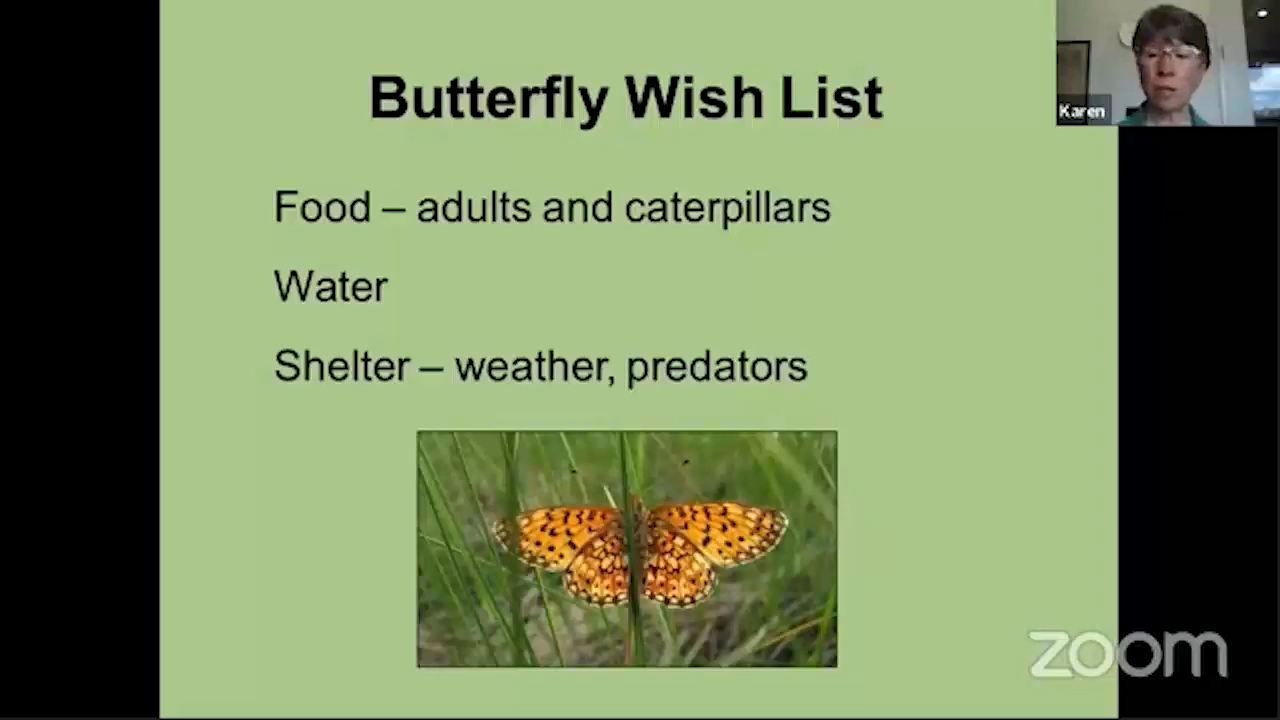 Butterfly Wish List
Karen
Food – adults and caterpillars
Water
Shelter – weather, predators
zoom